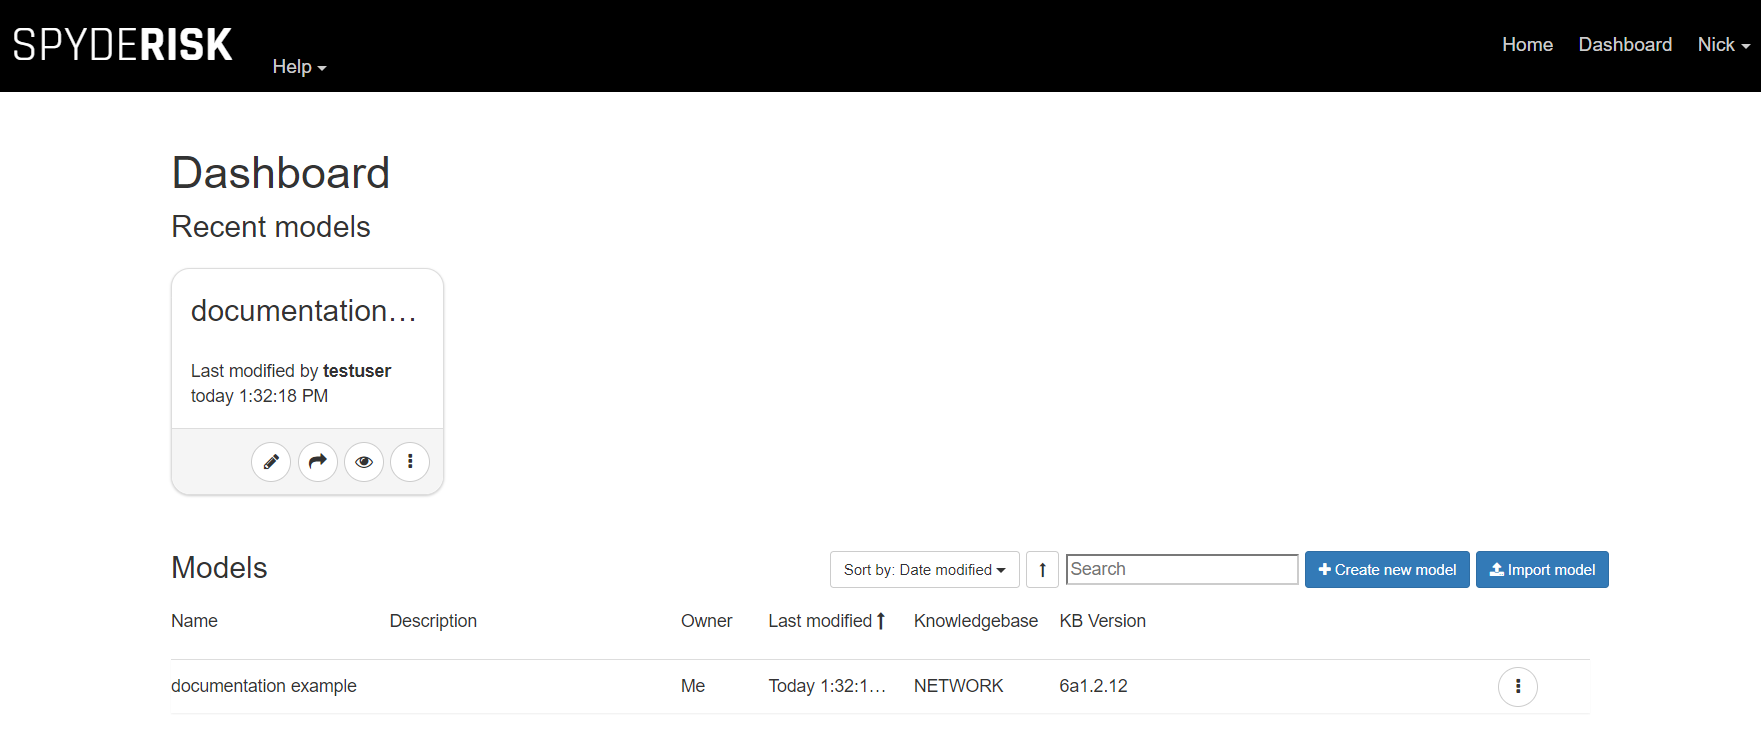 SPYDERISK
Help
Home Dashboard Nick
Dashboard
Recent models
documentation…
Last modified by testuser
today 1:32:18 PM
Models
Sort by: Date modified Search Create new model Import model
Name Description Owner Last modified Knowledgebase KB Version
documentation example Me Today 1:32:1… NETWORK 6a1.2.12